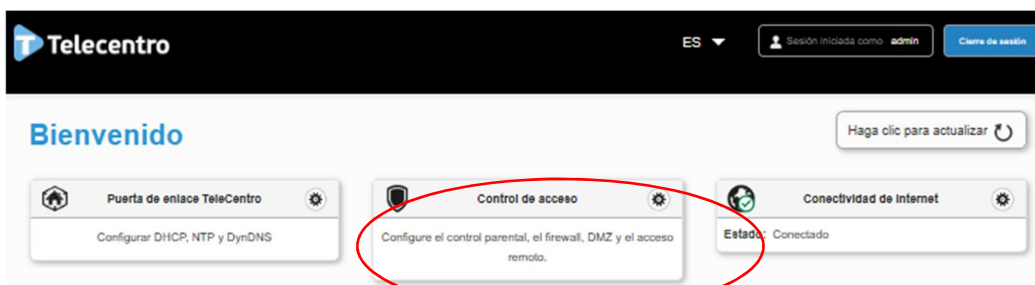 Telecentro
ES
Sesión iniciada como admin
Cierre de sesión
Bienvenido
Haga clic para actualizar
Puerta de enlace TeleCentro
Configurar DHCP, NTP y DynDNS
Control de acceso
Configure el control parental, el firewall, DMZ y el acceso
remoto.
Conectividad de Internet
Estado: Conectado